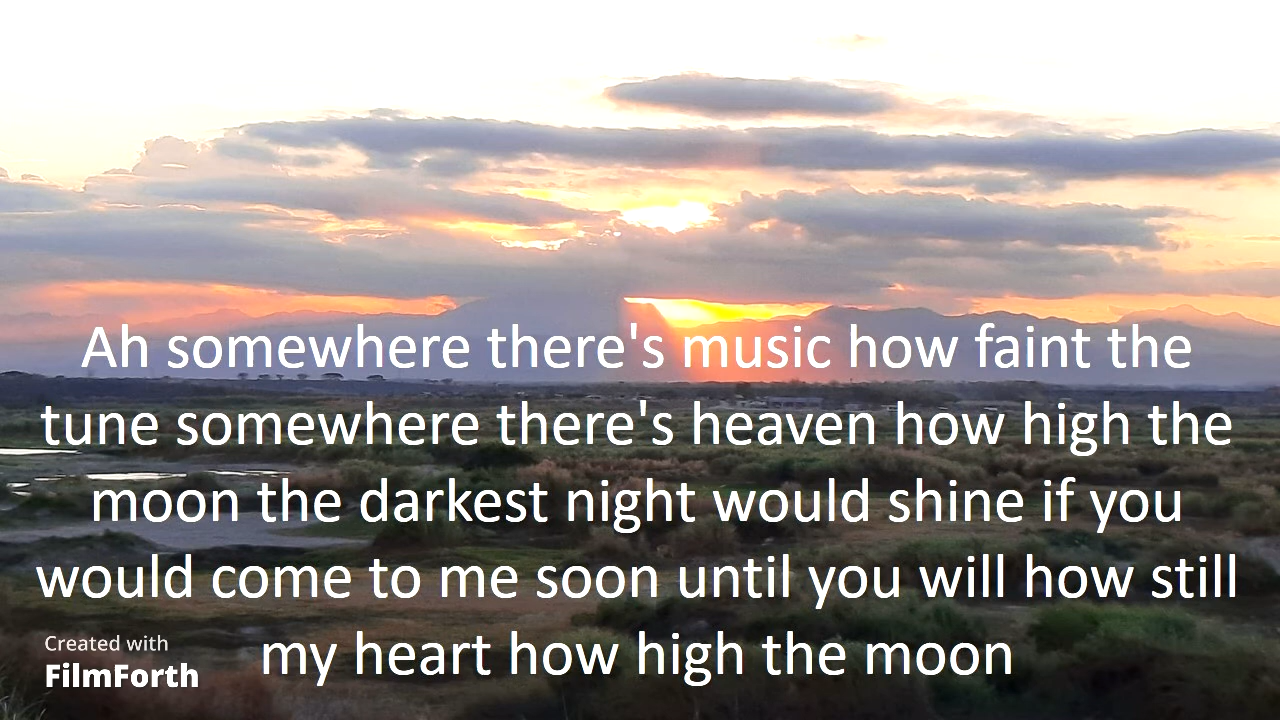 Ah somewhere there's music how faint the
tune somewhere there's heaven how high the
moon the darkest night would shine if you
would come to me soon until you will how still
my heart how high the moon
Created with
FilmForth